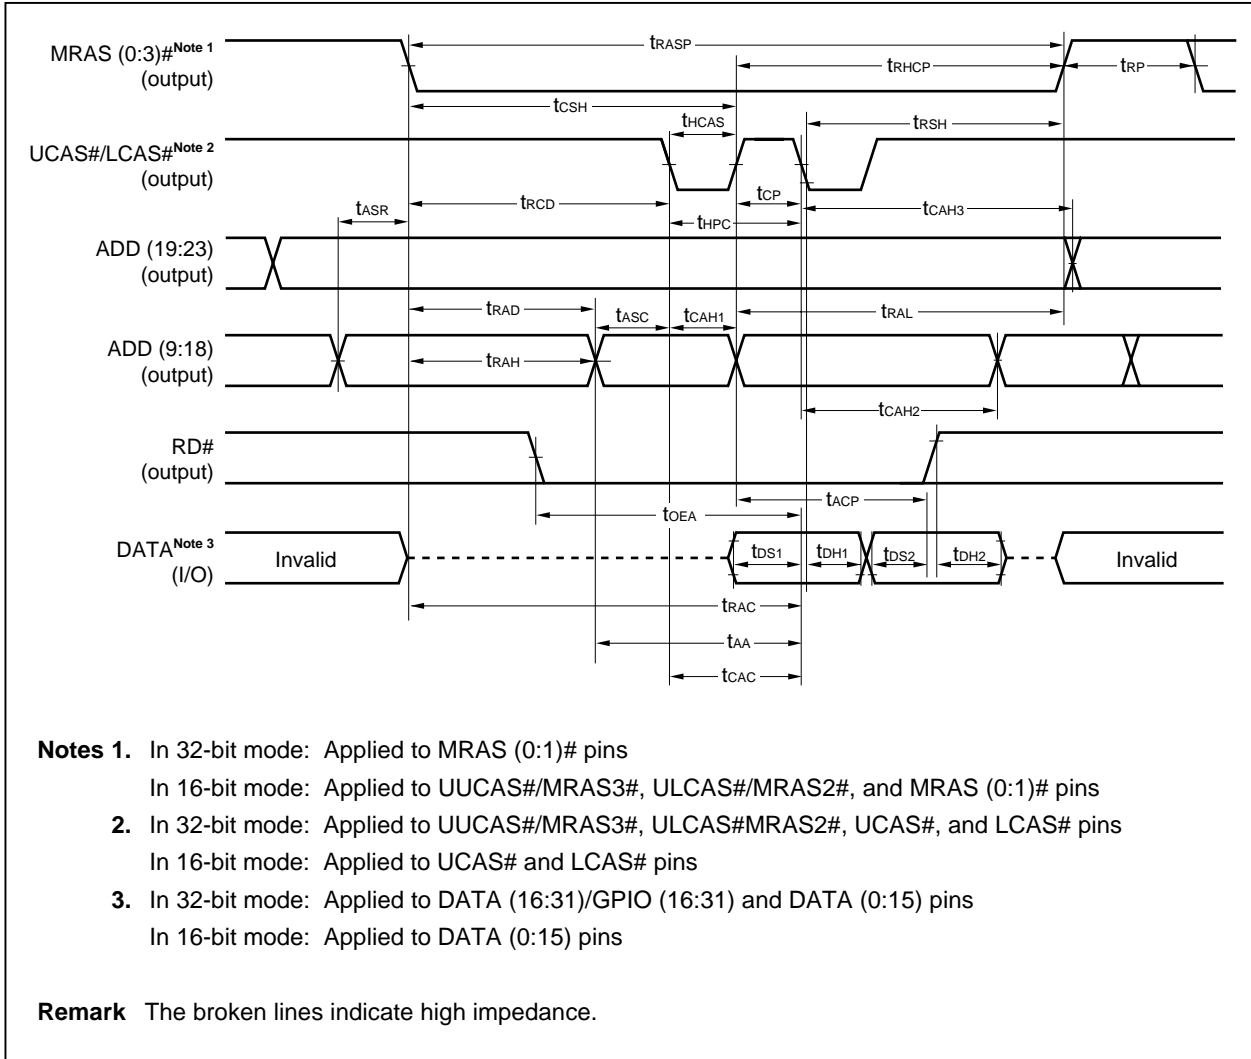 MRAS (0:3)#Note 1
(output)
tRASP
tRHCP
tRP
tCSH
tHCAS
tRSH
UCAS#/LCAS#Note 2
(output)
tASR
tRCD
tCP
tCAH3
tHPC
ADD (19:23)
(output)
tRAD
tASC
tCAH1
tRAL
ADD (9:18)
(output)
tRAH
tCAH2
RD#
(output)
tACP
tOEA
DATANote 3
(I/O)
Invalid
tDS1
tDH1
tDS2
tDH2
Invalid
tRAC
tAA
tCAC
Notes 1. In 32-bit mode: Applied to MRAS (0:1)# pins
In 16-bit mode: Applied to UUCAS#/MRAS3#, ULCAS#/MRAS2#, and MRAS (0:1)# pins
2. In 32-bit mode: Applied to UUCAS#/MRAS3#, ULCAS#MRAS2#, UCAS#, and LCAS# pins
In 16-bit mode: Applied to UCAS# and LCAS# pins
3. In 32-bit mode: Applied to DATA (16:31)/GPIO (16:31) and DATA (0:15) pins
In 16-bit mode: Applied to DATA (0:15) pins
Remark The broken lines indicate high impedance.